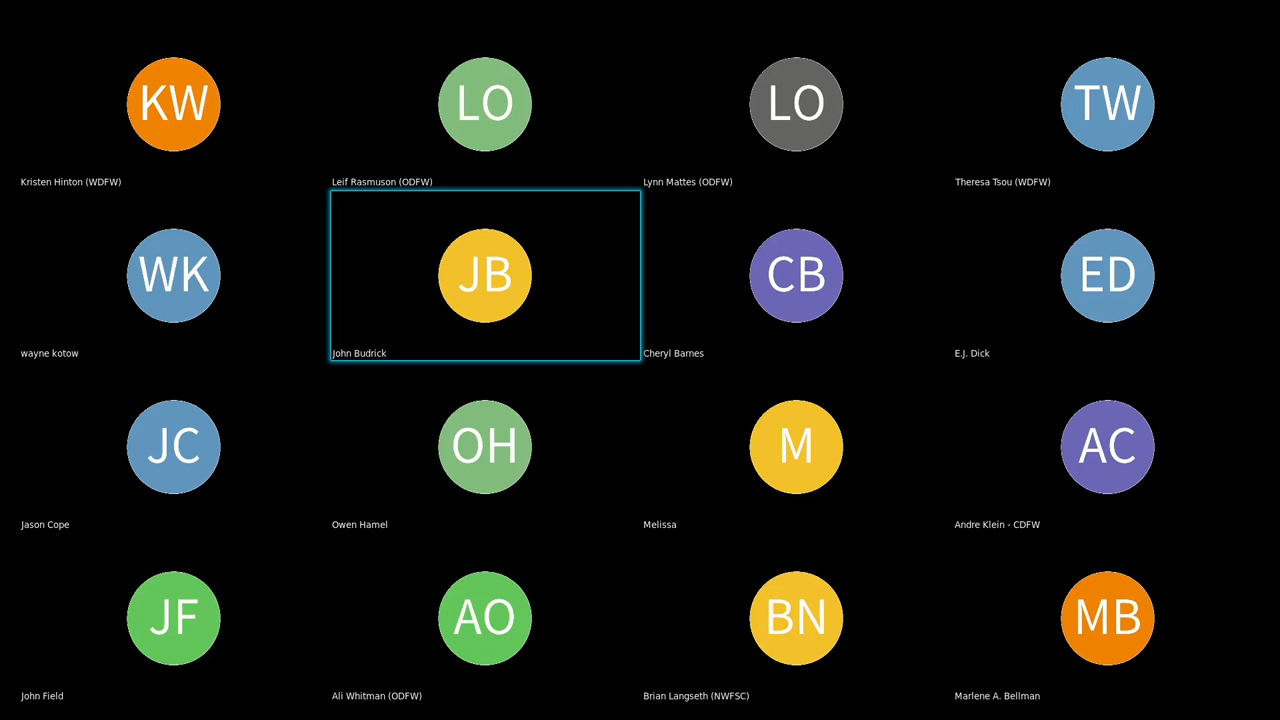 KW
LO
LO
TW
Kristen Hinton (WDFW)
Leif Rasmuson (ODFW)
Lynn Mattes (ODFW)
Theresa Tsou (WDFW)
WK
JB
CB
ED
wayne kotow
John Budrick
Cheryl Barnes
E.J. Dick
JC
OH
M
AC
Jason Cope
Owen Hamel
Melissa
Andre Klein - CDFW
JF
AO
BN
MB
John Field
Ali Whitman (ODFW)
Brian Langseth (NWFSC)
Marlene A. Bellman